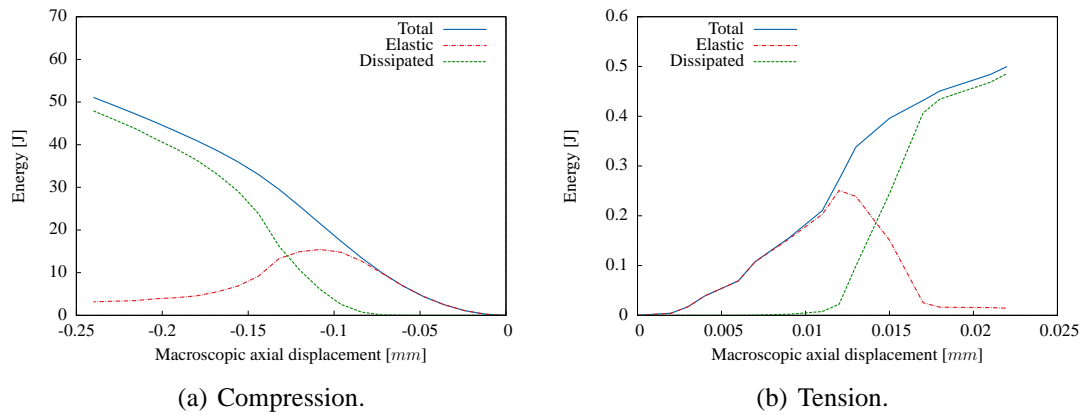 70
60
50
40
30
20
10
0
Energy [J]
Total
Elastic
Dissipated
-0.25 -0.2 -0.15 -0.1 -0.05 0
Macroscopic axial displacement [mm]
(a) Compression.
0.6
0.5
0.4
0.3
0.2
0.1
0
Energy [J]
Total
Elastic
Dissipated
0.000 0.005 0.01 0.015 0.02 0.025
Macroscopic axial displacement [mm]
(b) Tension.